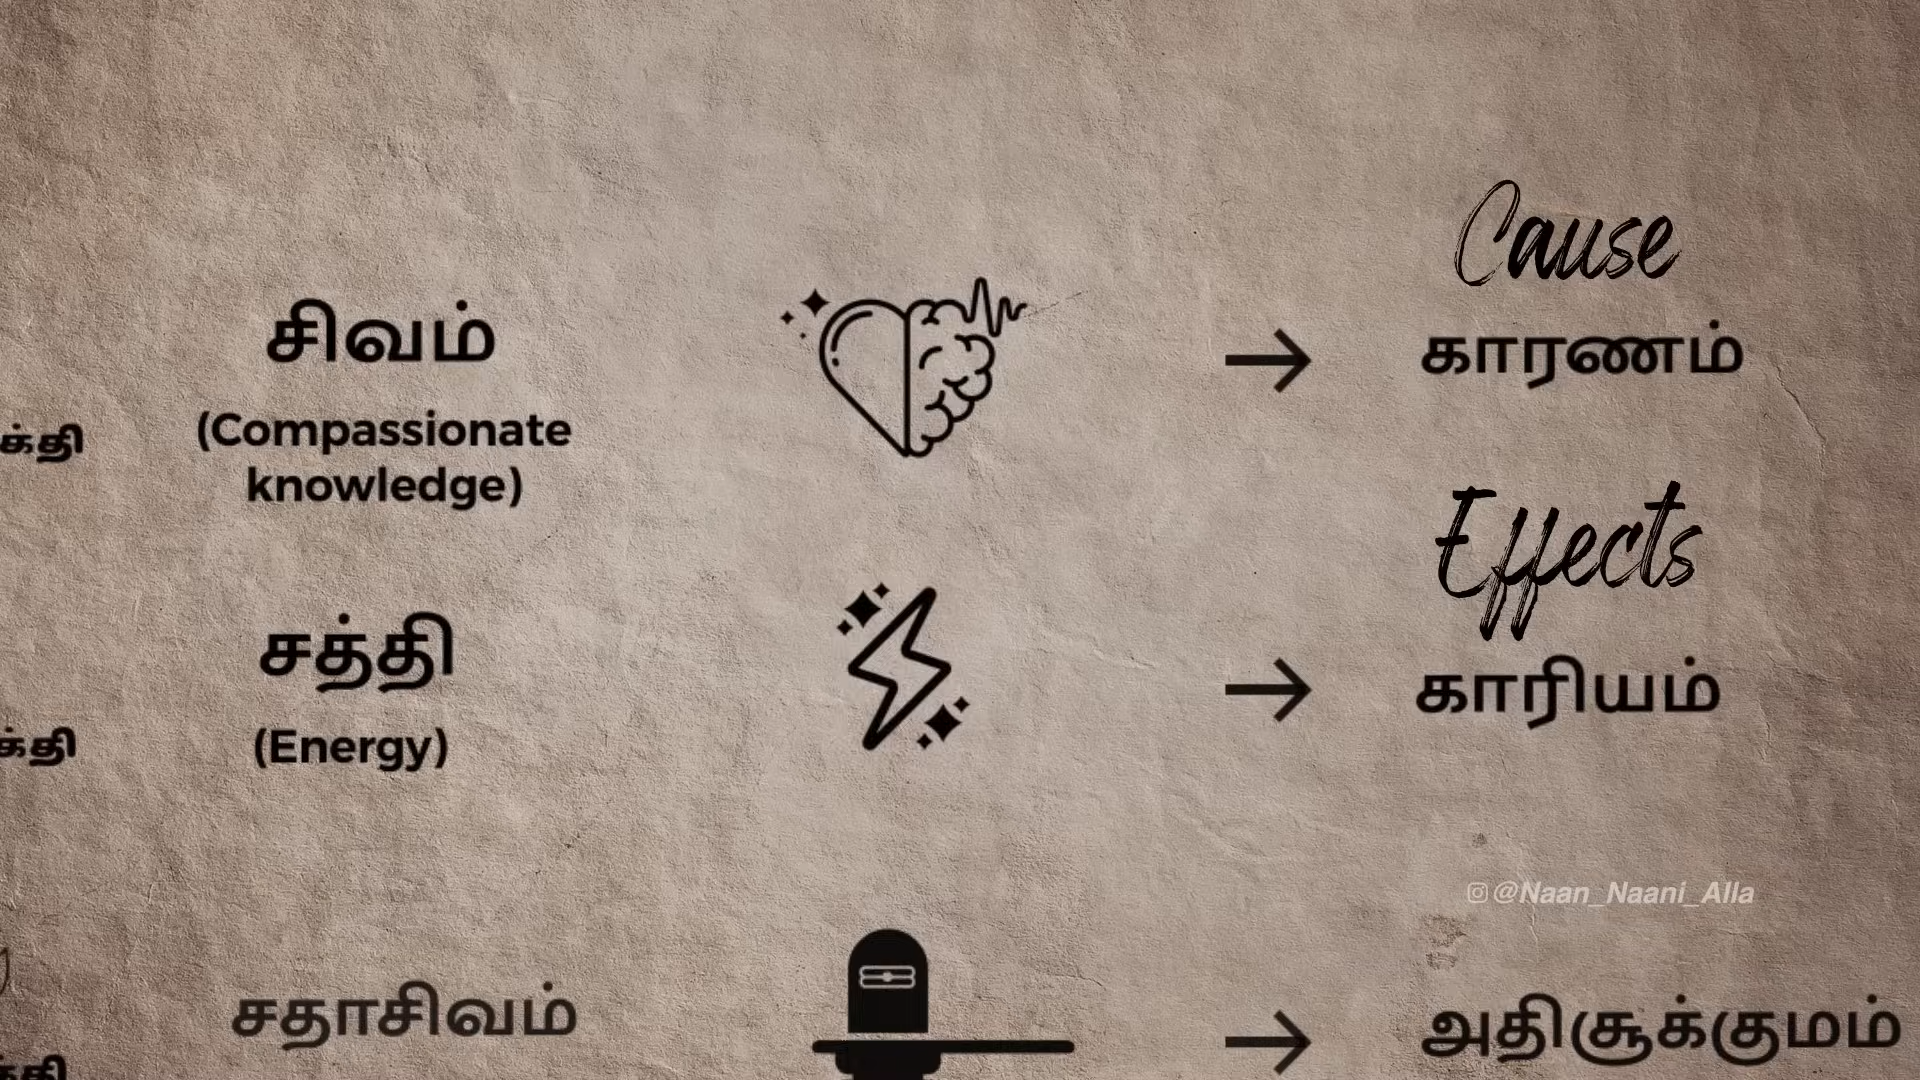 Cause
சிவம்
காரணம்
க்தி
(Compassionate
knowledge)
Effects
சத்தி
காரியம்
க்தி
(Energy)
@Naan_Naani_Alla
சதாசிவம்
அதிசூக்குமம்